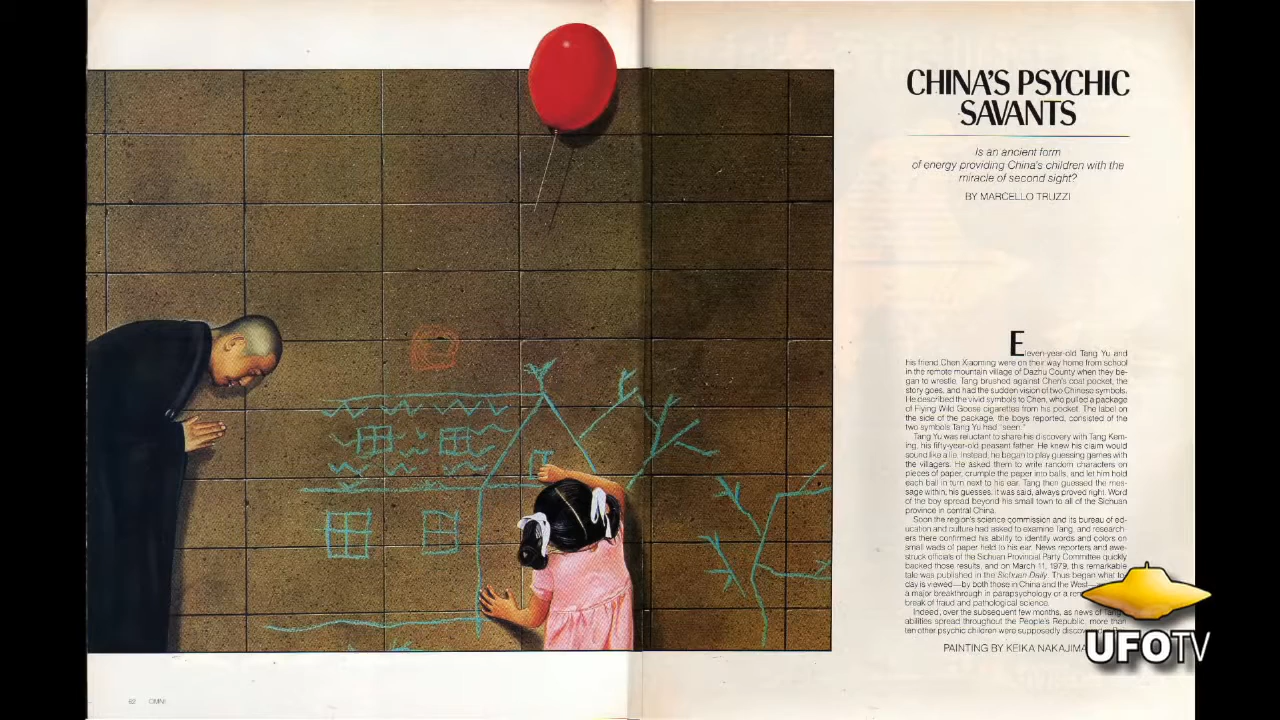 CHINA'S PSYCHIC
SAVANTS
Is an ancient form
of energy providing China's children with the
miracle of second sight?
BY MARCELLO TRUZZI
Eleven-year-old Tang Yu and
his friend Chen Xiaoming were on their way home from school
in the remote mountain village of Dazhu County when they be-
gan to wrestle. Tang brushed against Chen's coat pocket, the
story goes, and had the sudden vision of two Chinese symbols.
He described the vivid symbols to Chen, who pulled a package
of Flying Wild Goose cigarettes from his pocket. The label on
the side of the package, the boys reported, consisted of the
two symbols Tang Yu had "seen."
Tang Yu was reluctant to share his discovery with Tang Kem-
ing, his fifty-year-old peasant father. He knew his claim would
sound like a lie. Instead, he began to play guessing games with
the villagers. He asked them to write random characters on
pieces of paper, crumple the paper into balls, and let him hold
each ball in turn next to his ear. Tang then guessed the mes-
sage within, his guesses, it was said, always proved right. Word
of the boy spread beyond his small town to all of the Sichuan
province in central China.
Soon the region's science commission and its bureau of ed-
ucation and culture had asked to examine Tang, and research-
ers there confirmed his ability to identify words and colors on
small wads of paper held to his ear. News reporters and awe-
struck officials of the Sichuan Provincial Party Committee quickly
backed those results, and on March 11, 1979, this remarkable
tale was published in the Sichuan Daily. Thus began what to-
day is viewed—by both those in China and the West—
a major breakthrough in parapsychology or a
break of fraud and pathological science.
Indeed, over the subsequent few months, as news of
abilities spread throughout the People's Republic, more than
ten other psychic children were supposedly
PAINTING BY KEIKA NAKAJIMA
UFOTV
62 OMNI